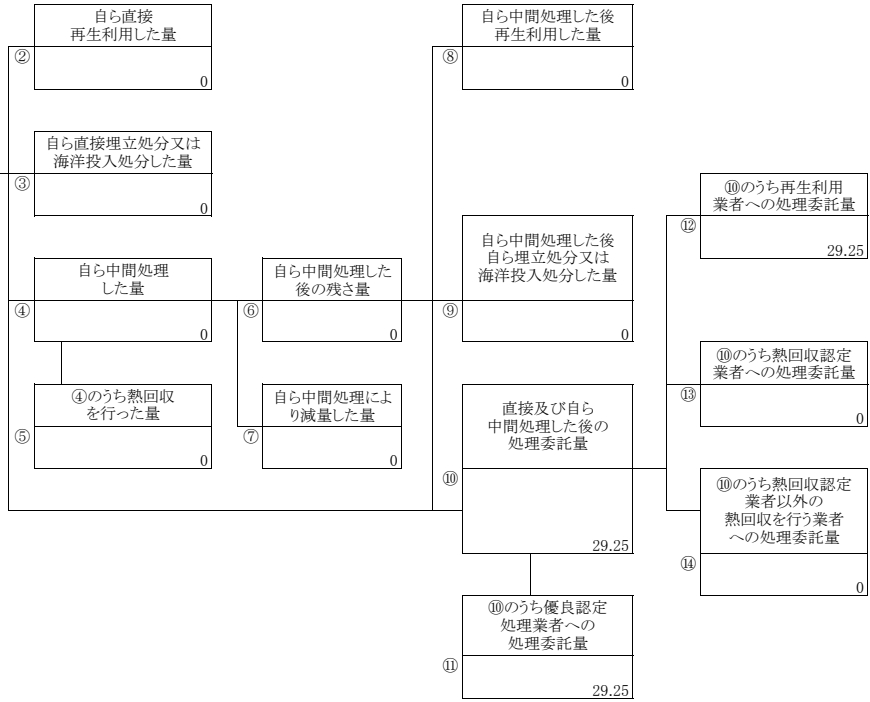 自ら直接
再生利用した量
②
0
自ら直接埋立処分又は
海洋投入処分した量
③
0
自ら中間処理
した量
④
0
④のうち熱回収
を行った量
⑤
0
自ら中間処理した
後の残さ量
⑥
0
自ら中間処理によ
り減量した量
⑦
0
自ら中間処理した後
再生利用した量
⑧
0
自ら中間処理した後
自ら埋立処分又は
海洋投入処分した量
⑨
0
直接及び自ら
中間処理した後の
処理委託量
⑩
29.25
⑩のうち優良認定
処理業者への
処理委託量
⑪
29.25
⑩のうち再生利用
業者への処理委託量
⑫
29.25
⑩のうち熱回収認定
業者への処理委託量
⑬
0
⑩のうち熱回収認定
業者以外の
熱回収を行う業者
への処理委託量
⑭
0